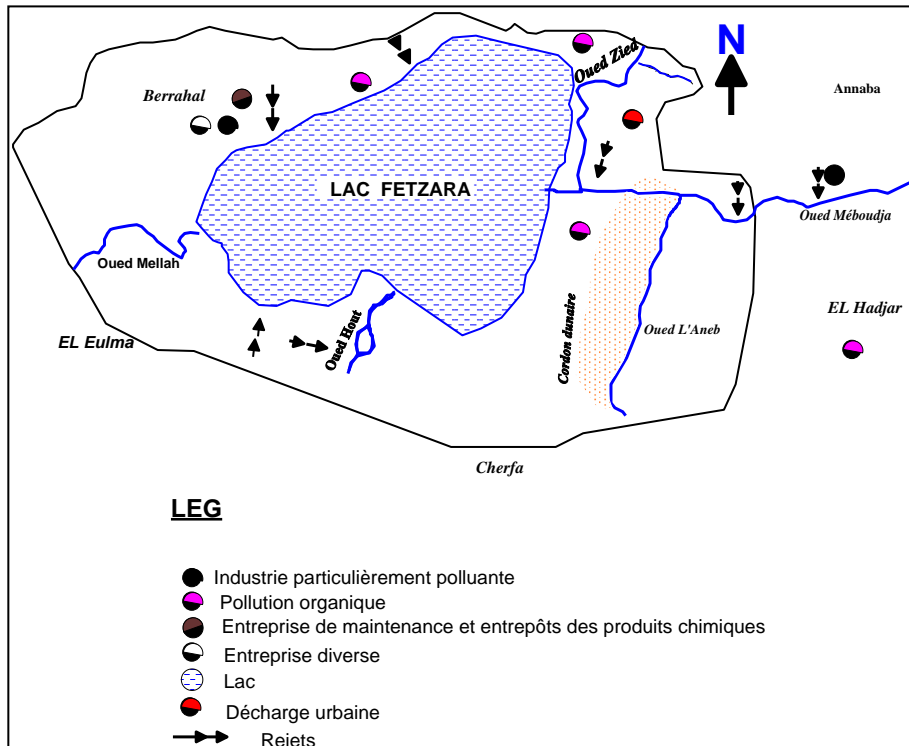 N
Oued Zied
Berrahal
Annaba
LAC FETZARA
Oued Méboudja
Oued Mellah
EL Hadjar
EL Eulma
Oued Hout
Cordon dunaire
Oued L'Aneb
Cherfa
LEG
Industrie particulièrement polluante
Pollution organique
Entreprise de maintenance et entrepôts des produits chimiques
Entreprise diverse
Lac
Décharge urbaine
Rejets